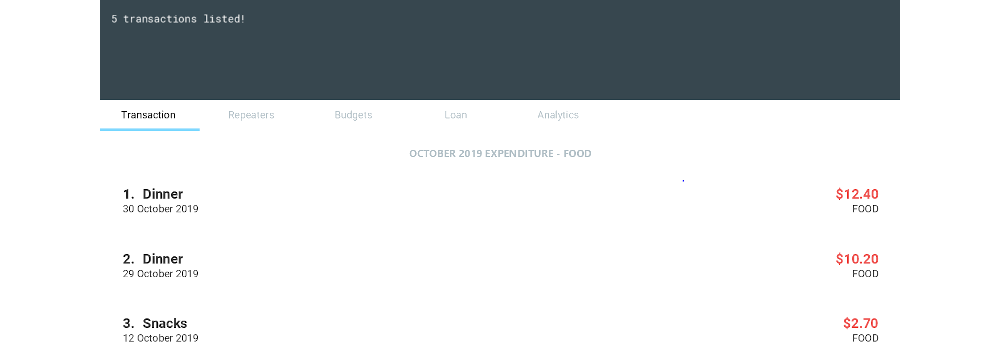 5 transactions listed!
Transaction Repeaters Budgets Loan Analytics
OCTOBER 2019 EXPENDITURE - FOOD
1. Dinner $12.40
30 October 2019 FOOD
2. Dinner $10.20
29 October 2019 FOOD
3. Snacks $2.70
12 October 2019 FOOD